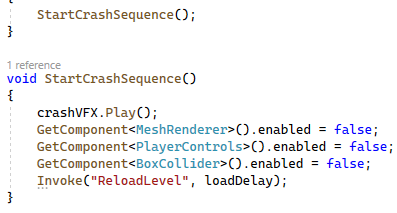 StartCrashSequence();
}
1 reference
void StartCrashSequence()
{
crashVFX.Play();
GetComponent<MeshRenderer>().enabled = false;
GetComponent<PlayerControls>().enabled = false;
GetComponent<BoxCollider>().enabled = false;
Invoke("ReloadLevel", loadDelay);
}